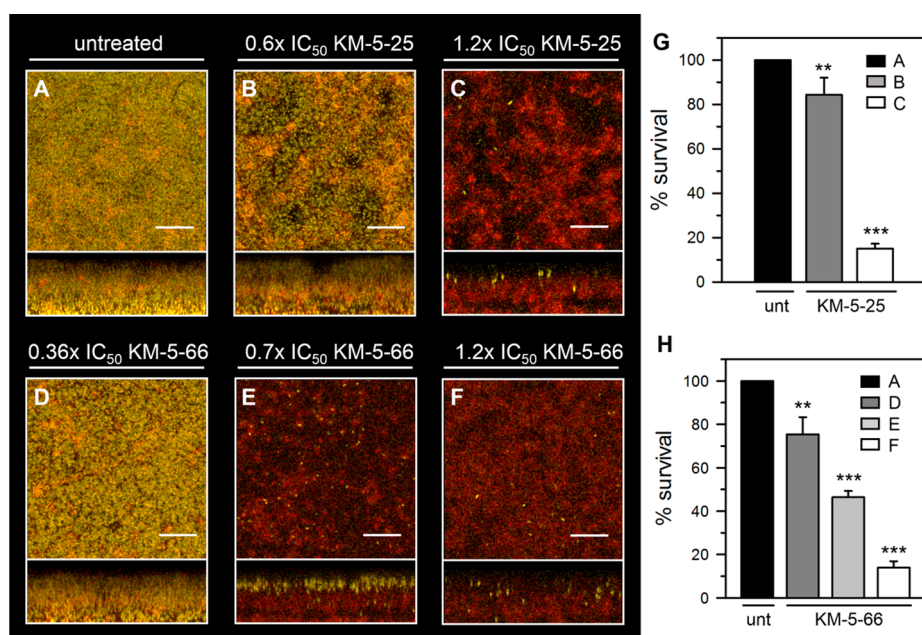 untreated
0.6x IC50 KM-5-25
1.2x IC50 KM-5-25
A
B
C
0.36x IC50 KM-5-66
0.7x IC50 KM-5-66
1.2x IC50 KM-5-66
D
E
F
G
% survival
100
80
60
40
20
0
**
***
A
B
C
unt
KM-5-25
H
% survival
100
80
60
40
20
0
**
***
***
A
D
E
F
unt
KM-5-66